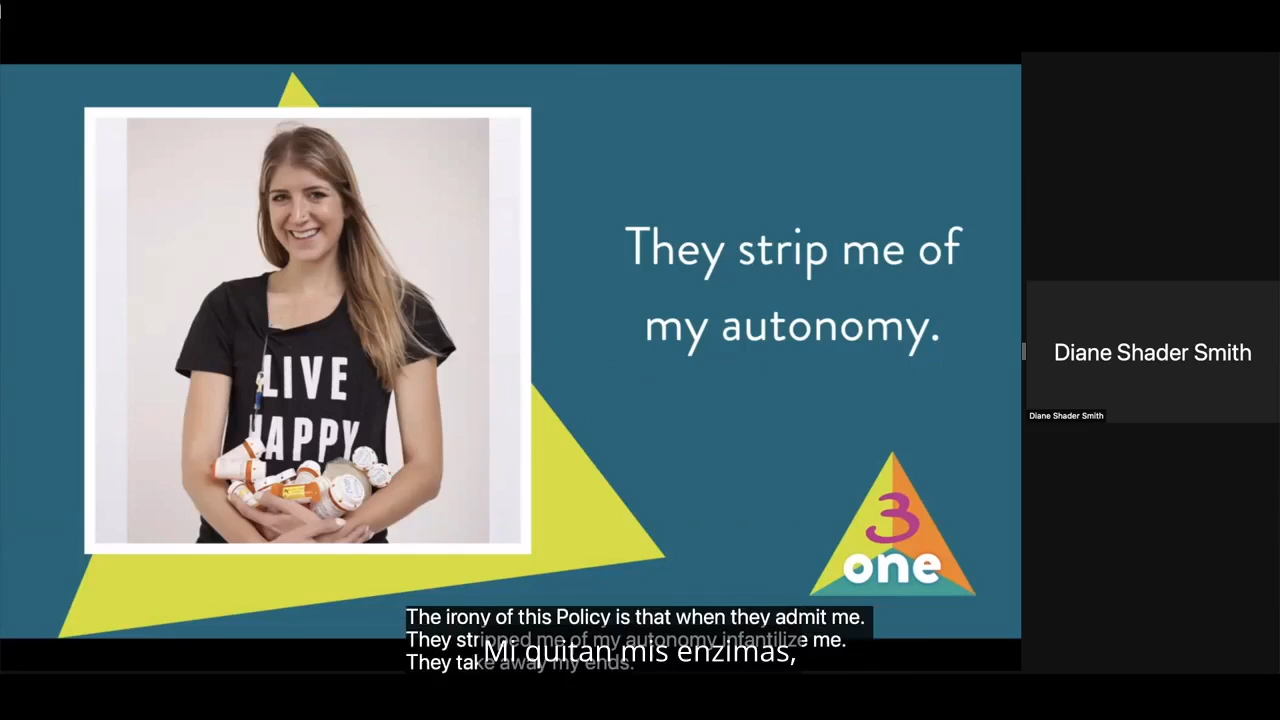 They strip me of
my autonomy.
LIVE
HAPPY
3
one
Diane Shader Smith
Diane Shader Smith
The irony of this Policy is that when they admit me.
They stripped me of my autonomy infantilize me.
They take away my ends.
Mi quitan mis enzimas,